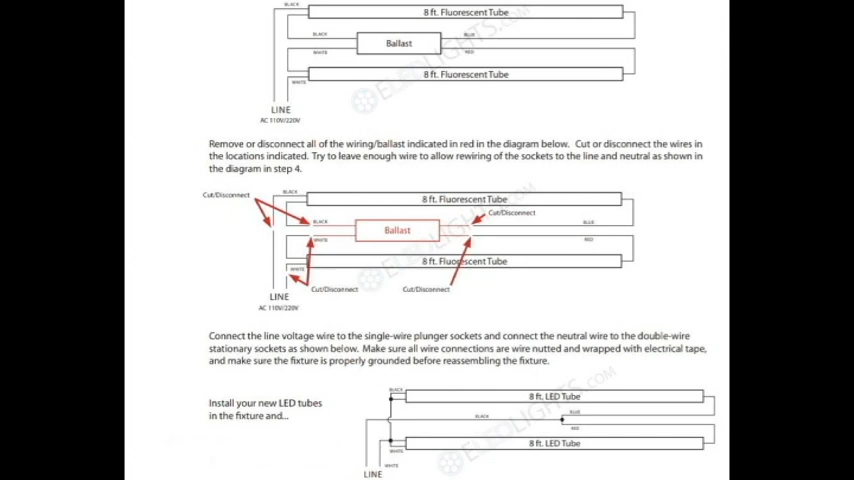 BLACK
8 ft. Fluorescent Tube
BLACK
Ballast
BLUE
WHITE
RED
8 ft. Fluorescent Tube
WHITE
LINE
AC 110V/220V
ELEDLIGHTS.COM
Remove or disconnect all of the wiring/ballast indicated in red in the diagram below. Cut or disconnect the wires in
the locations indicated. Try to leave enough wire to allow rewiring of the sockets to the line and neutral as shown in
the diagram in step 4.
Cut/Disconnect
BLACK
8 ft. Fluorescent Tube
Cut/Disconnect
BLACK
Ballast
BLUE
WHITE
RED
8 ft. Fluorescent Tube
WHITE
Cut/Disconnect
Cut/Disconnect
LINE
AC 110V/220V
ELEDLIGHTS.COM
Connect the line voltage wire to the single-wire plunger sockets and connect the neutral wire to the double-wire
stationary sockets as shown below. Make sure all wire connections are wire nutted and wrapped with electrical tape,
and make sure the fixture is properly grounded before reassembling the fixture.
Install your new LED tubes
in the fixture and...
BLACK
8 ft. LED Tube
BLACK
BLUE
RED
8 ft. LED Tube
WHITE
WHITE
LINE
ELEDLIGHTS.COM